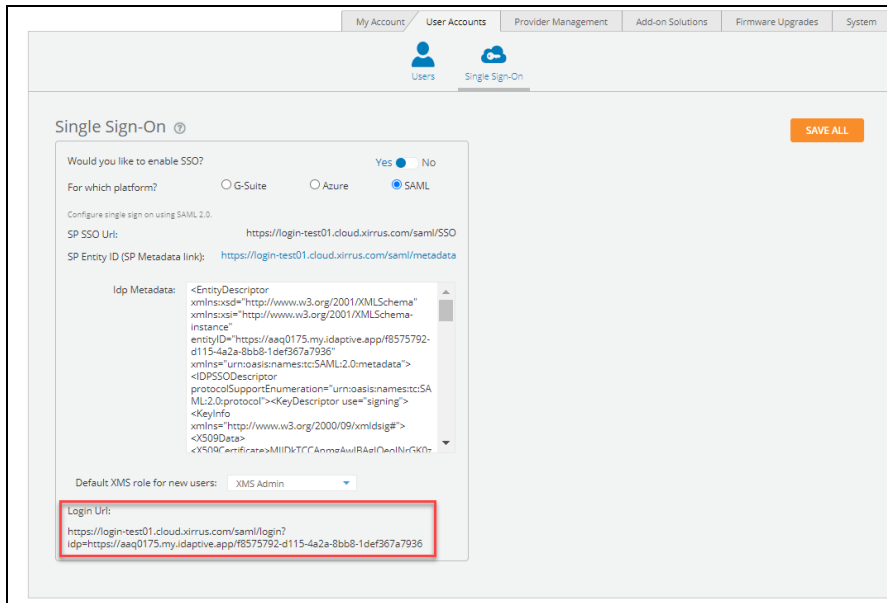 My Account User Accounts Provider Management Add-on Solutions Firmware Upgrades System
Users Single Sign-On
Single Sign-On ?
SAVE ALL
Would you like to enable SSO? Yes No
For which platform? G-Suite Azure SAML
Configure single sign on using SAML 2.0.
SP SSO Url: https://login-test01.cloud.xirrus.com/saml/SSO
SP Entity ID (SP Metadata link): https://login-test01.cloud.xirrus.com/saml/metadata
Idp Metadata: <EntityDescriptor
xmlns:xsd="http://www.w3.org/2001/XMLSchema"
xmlns:xsi="http://www.w3.org/2001/XMLSchema-
instance"
entityID="https://aaq0175.my.idaptive.app/f8575792-
d115-4a2a-8bb8-1def367a7936"
xmlns="urn:oasis:names:tc:SAML:2.0:metadata">
<IDPSSODescriptor
protocolSupportEnumeration="urn:oasis:names:tc:SA
ML:2.0:protocol"><KeyDescriptor use="signing">
<KeyInfo
xmlns="http://www.w3.org/2000/09/xmldsig#">
<X509Data>
Default XMS role for new users: XMS Admin
Login Url:
https://login-test01.cloud.xirrus.com/saml/login?
idp=https://aaq0175.my.idaptive.app/f8575792-d115-4a2a-8bb8-1def367a7936